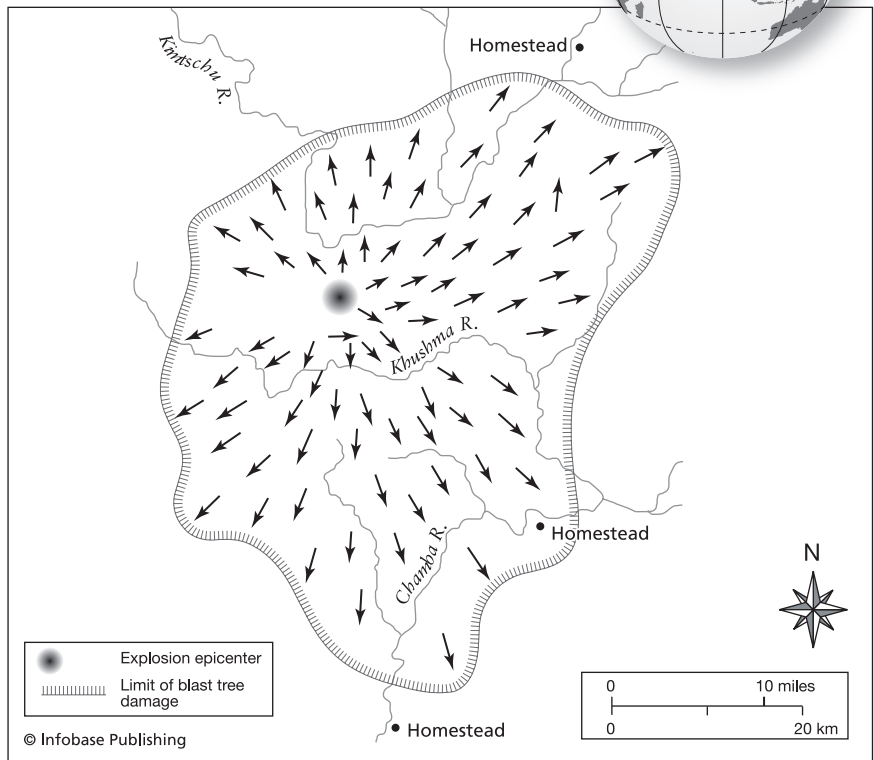 Homestead
Kimtschu R.
Khushma R.
Homestead
Chamba R.
N
Explosion epicenter
Limit of blast tree
damage
0 10 miles
0 20 km
Homestead
© Infobase Publishing